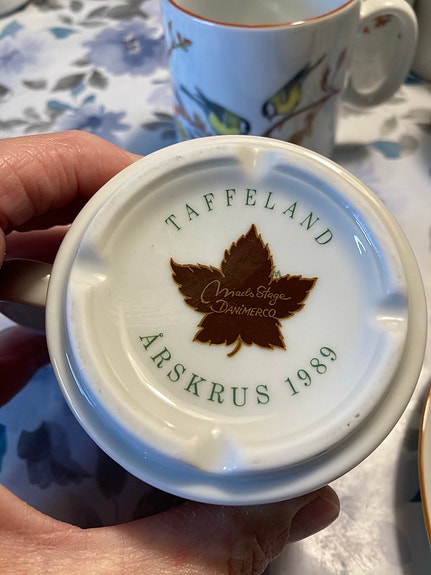 TAFFELAND
Mads Stage
DANIMERCO
ÅRSKRUS 1989